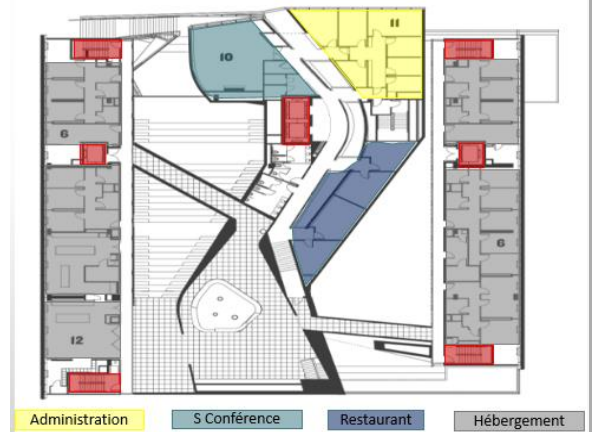 11
10
6
6
12
Administration
S Conférence
Restaurant
Hébergement